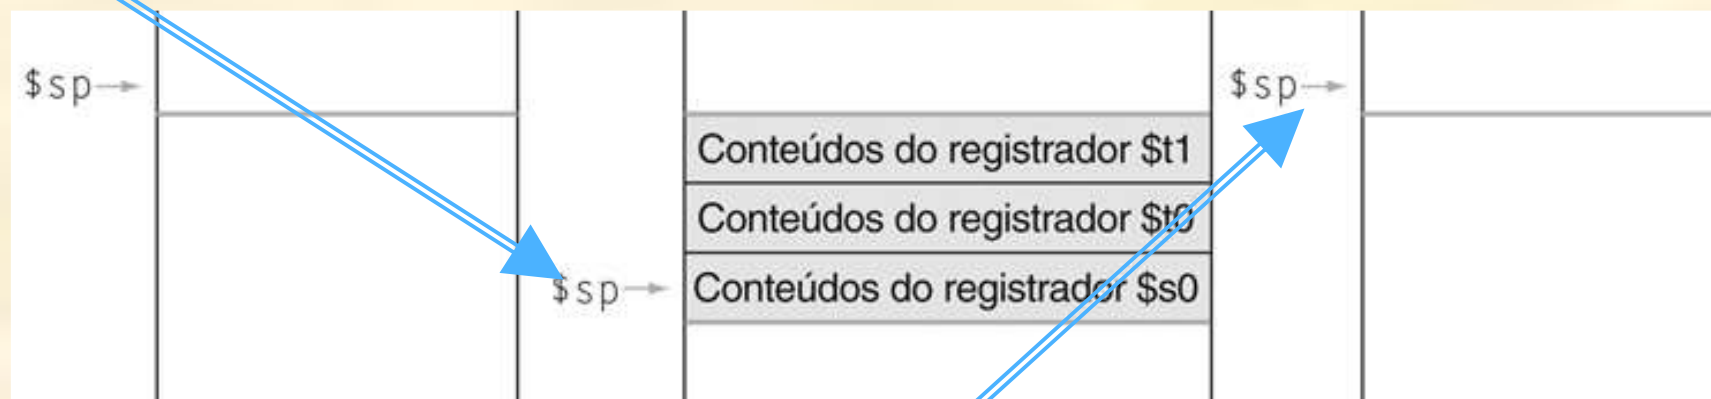 $sp
$sp
Conteúdos do registrador $t1
Conteúdos do registrador $t0
$sp
Conteúdos do registrador $s0